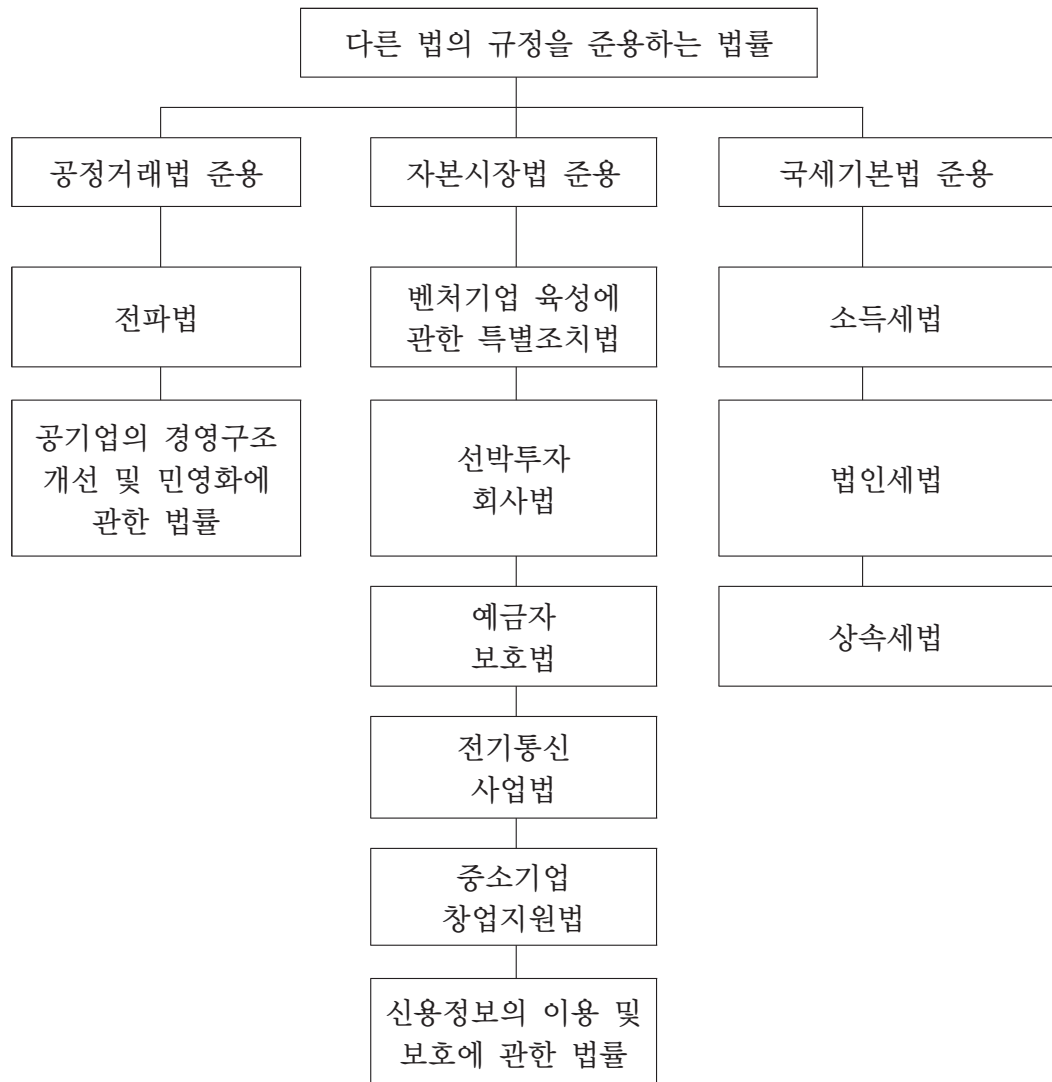 다른 법의 규정을 준용하는 법률
공정거래법 준용
전파법
공기업의 경영구조
개선 및 민영화에
관한 법률
자본시장법 준용
벤처기업 육성에
관한 특별조치법
선박투자
회사법
예금자
보호법
전기통신
사업법
중소기업
창업지원법
신용정보의 이용 및
보호에 관한 법률
국세기본법 준용
소득세법
법인세법
상속세법